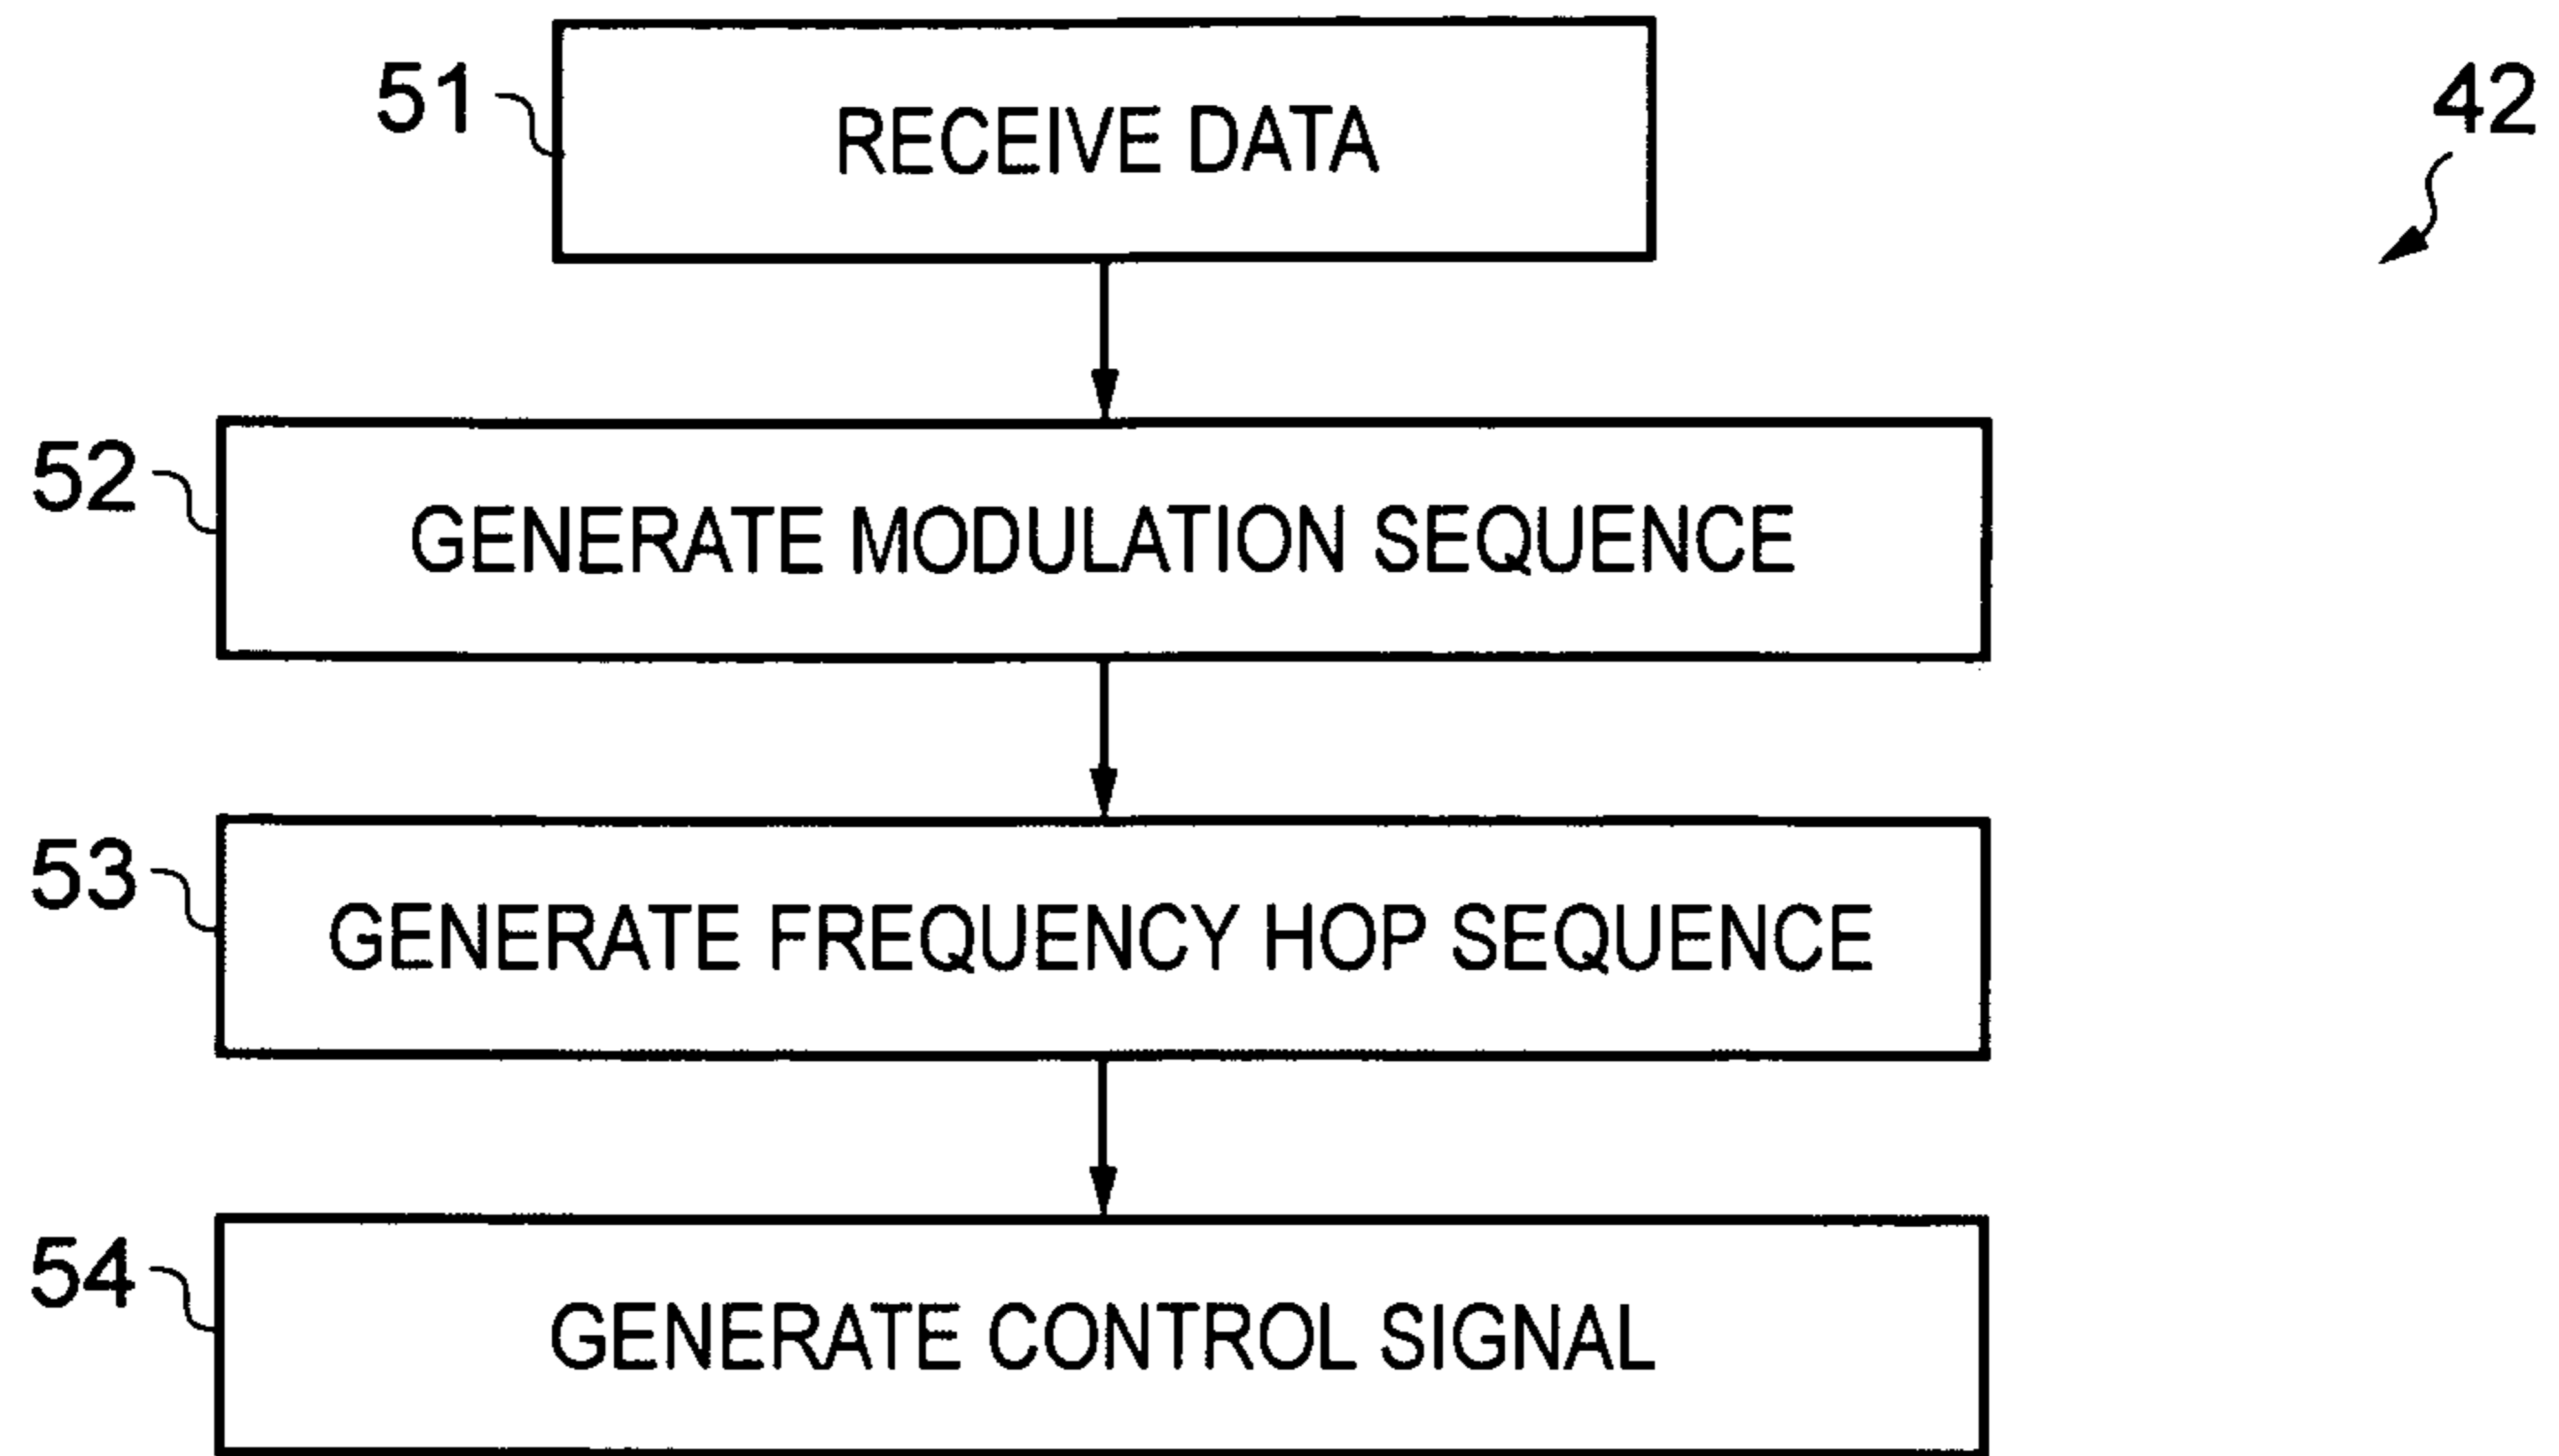 51
RECEIVE DATA
42
52
GENERATE MODULATION SEQUENCE
53
GENERATE FREQUENCY HOP SEQUENCE
54
GENERATE CONTROL SIGNAL